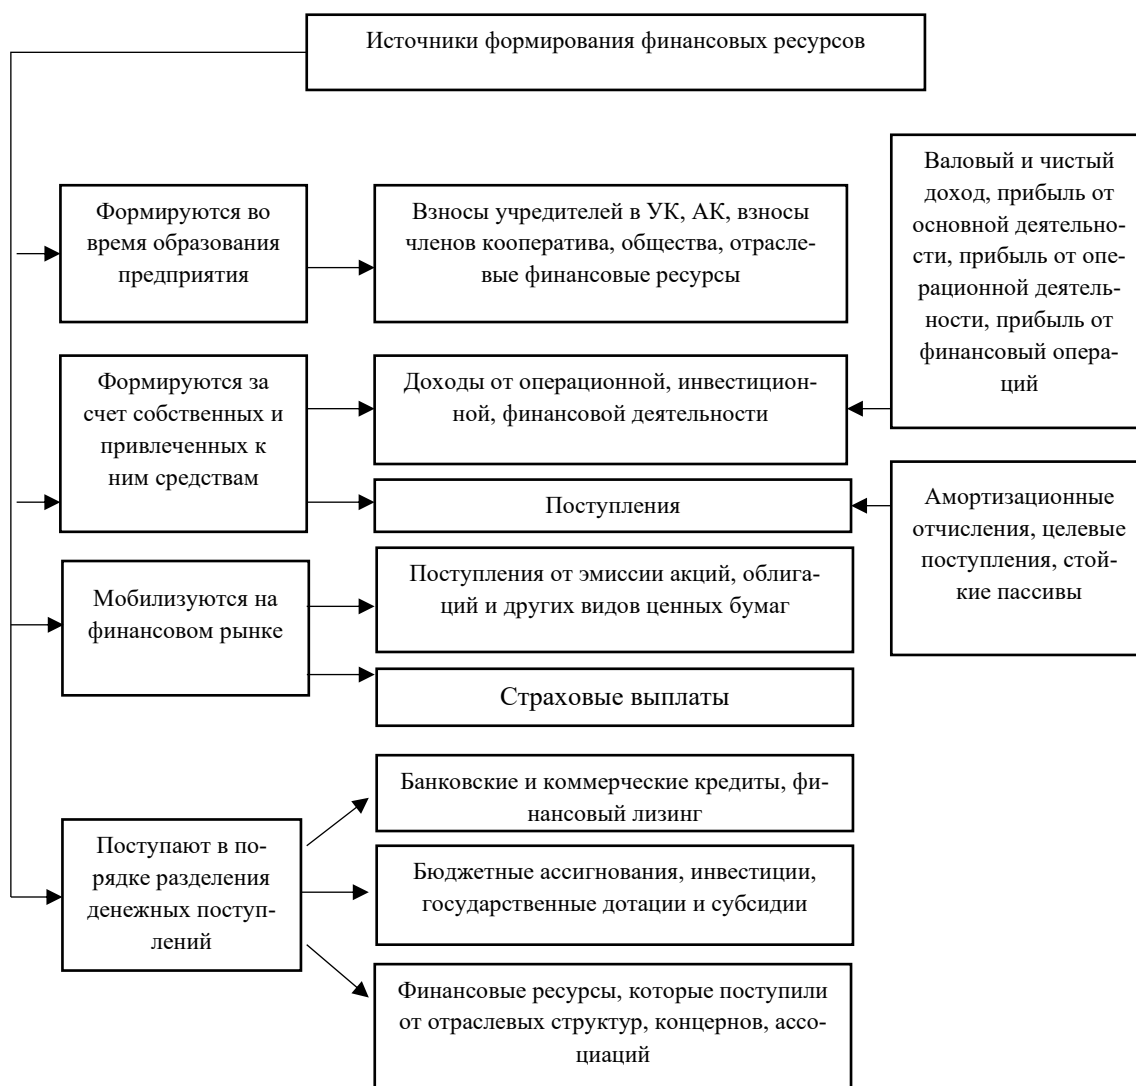 Источники формирования финансовых ресурсов
Формируются во
время образования
предприятия
Взносы учредителей в УК, АК, взносы
членов кооператива, общества, отрасле-
вые финансовые ресурсы
Валовый и чистый
доход, прибыль от
основной деятельно-
сти, прибыль от опе-
рационной деятель-
ности, прибыль от
финансовый опера-
ций
Формируются за
счет собственных и
привлеченных к
ним средствам
Доходы от операционной, инвестицион-
ной, финансовой деятельности
Поступления
Амортизационные
отчисления, целевые
поступления, стой-
кие пассивы
Мобилизуются на
финансовом рынке
Поступления от эмиссии акций, облига-
ций и других видов ценных бумаг
Страховые выплаты
Поступают в по-
рядке разделения
денежных поступ-
лений
Банковские и коммерческие кредиты, фи-
нансовый лизинг
Бюджетные ассигнования, инвестиции,
государственные дотации и субсидии
Финансовые ресурсы, которые поступили
от отраслевых структур, концернов, ассо-
циаций